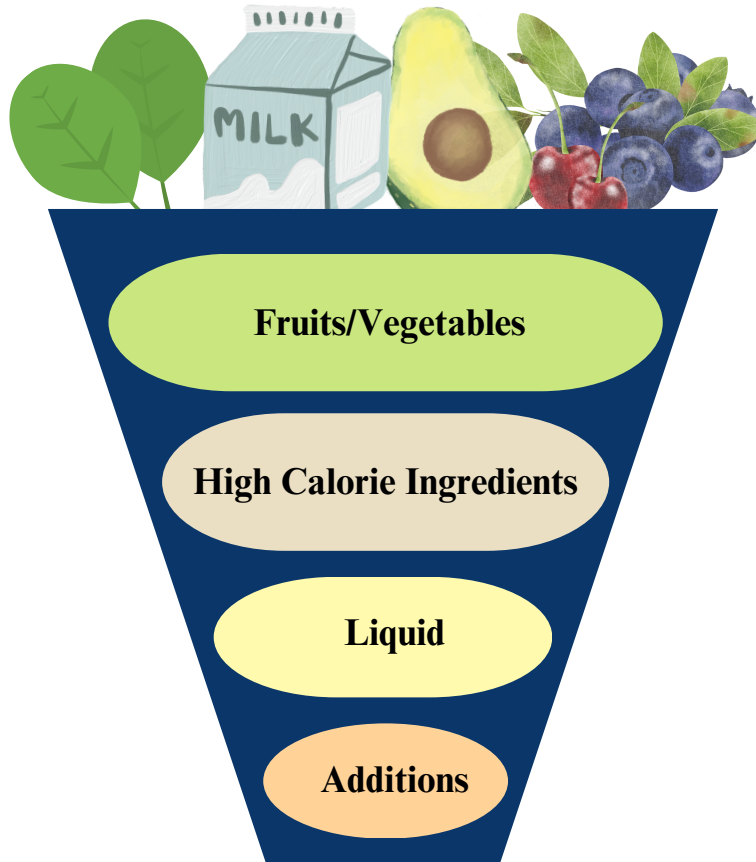 MILK
Fruits/Vegetables
High Calorie Ingredients
Liquid
Additions